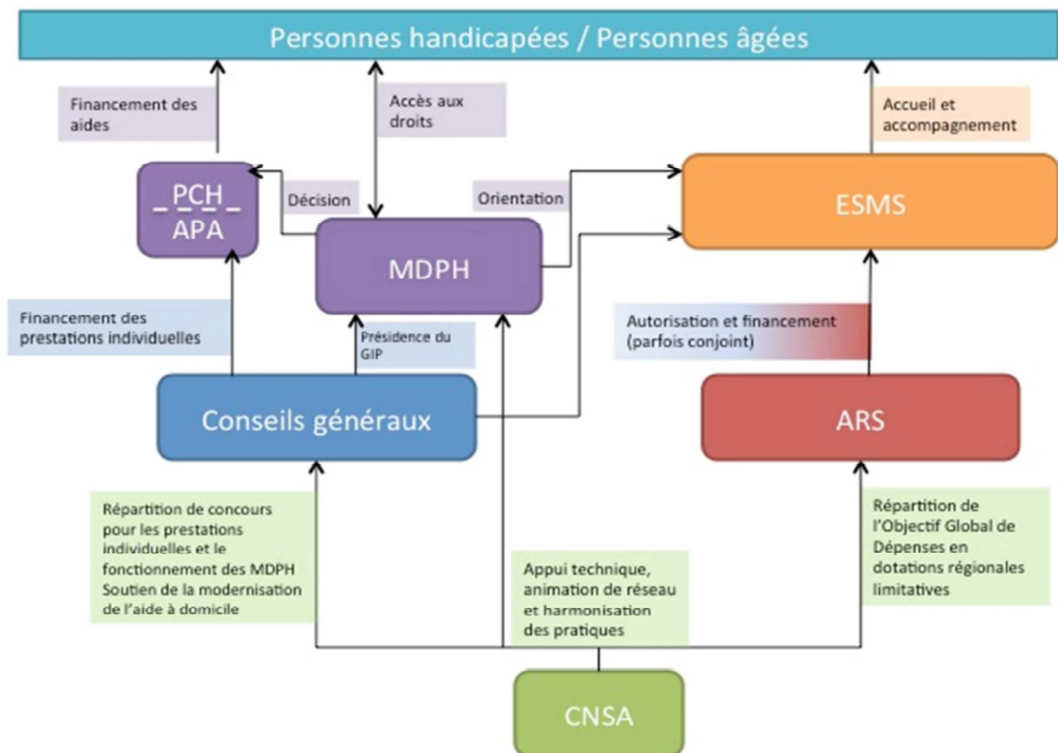 Personnes handicapées / Personnes âgées
Financement des
aides
Accès aux
droits
Accueil et
accompagnement
PCH
APA
Décision
Orientation
ESMS
MDPH
Financement des
prestations individuelles
Présidence du
GIP
Autorisation et financement
(parfois conjoint)
Conseils généraux
ARS
Répartition de concours
pour les prestations
individuelles et le
fonctionnement des MDPH
Soutien de la modernisation
de l'aide à domicile
Appui technique,
animation de réseau
et harmonisation
des pratiques
Répartition de
l'Objectif Global de
Dépenses en
dotations régionales
limitatives
CNSA